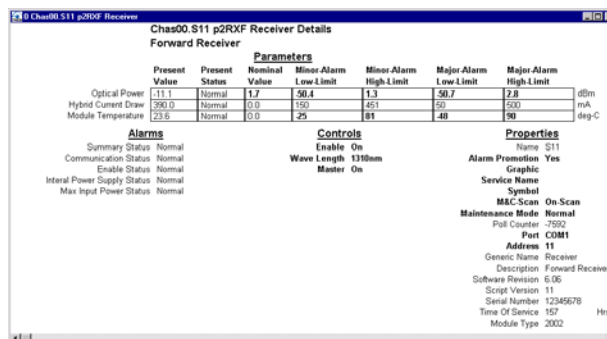 0 Chas00.S11 p2RXF Receiver
Chas00.S11 p2RXF Receiver Details
Forward Receiver
Parameters
Present Value Present Status Nominal Value Minor-Alarm Low-Limit Minor-Alarm High-Limit Major-Alarm Low-Limit Major-Alarm High-Limit
Optical Power -11.1 Normal 1.7 -50.4 1.3 -50.7 2.8 dBm
Hybrid Current Draw 390.0 Normal 0.0 150 451 50 500 mA
Module Temperature 23.6 Normal 0.0 -25 81 -48 90 deg-C
Alarms Controls Properties
Summary Status Normal Enable On Name S11
Communication Status Normal Wave Length 1310nm Alarm Promotion Yes
Enable Status Normal Master On Graphic
Interal Power Supply Status Normal Service Name
Max Input Power Status Normal Symbol
M&C-Scan On-Scan
Maintenance Mode Normal
Poll Counter -7592
Port COM1
Address 11
Generic Name Receiver
Description Forward Receive
Software Revision 6.06
Script Version 11
Serial Number 12345678
Time Of Service 157 Hrs
Module Type 2002